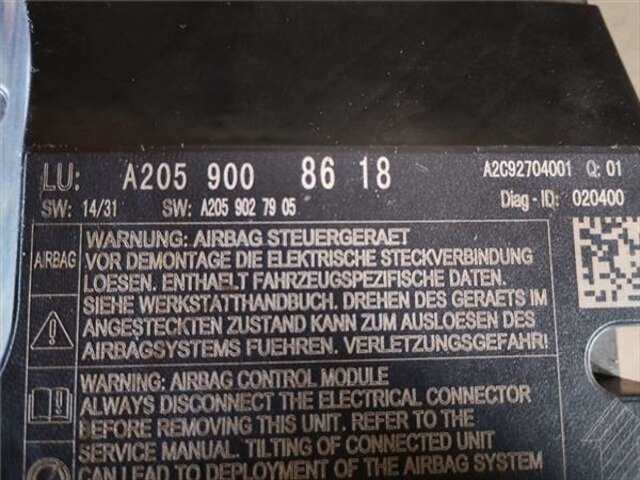 LU: A205 900 86 18 A2C92704001 Q: 01
SW: 14/31 SW: A205 902 79 05 Diag-ID: 020400
WARNUNG: AIRBAG STEUERGERAET
AIRBAG VOR DEMONTAGE DIE ELEKTRISCHE STECKVERBINDUNG
LOESEN. ENTHAELT FAHRZEUGSPEZIFISCHE DATEN.
SIEHE WERKSTATTHANDBUCH. DREHEN DES GERAETS IM
ANGESTECKTEN ZUSTAND KANN ZUM AUSLOESEN DES
AIRBAGSYSTEMS FUEHREN. VERLETZUNGSGEFAHR!
WARNING: AIRBAG CONTROL MODULE
ALWAYS DISCONNECT THE ELECTRICAL CONNECTOR
BEFORE REMOVING THIS UNIT. REFER TO THE
SERVICE MANUAL. TILTING OF CONNECTED UNIT
CAN LEAD TO DEPLOYMENT OF THE AIRBAG SYSTEM